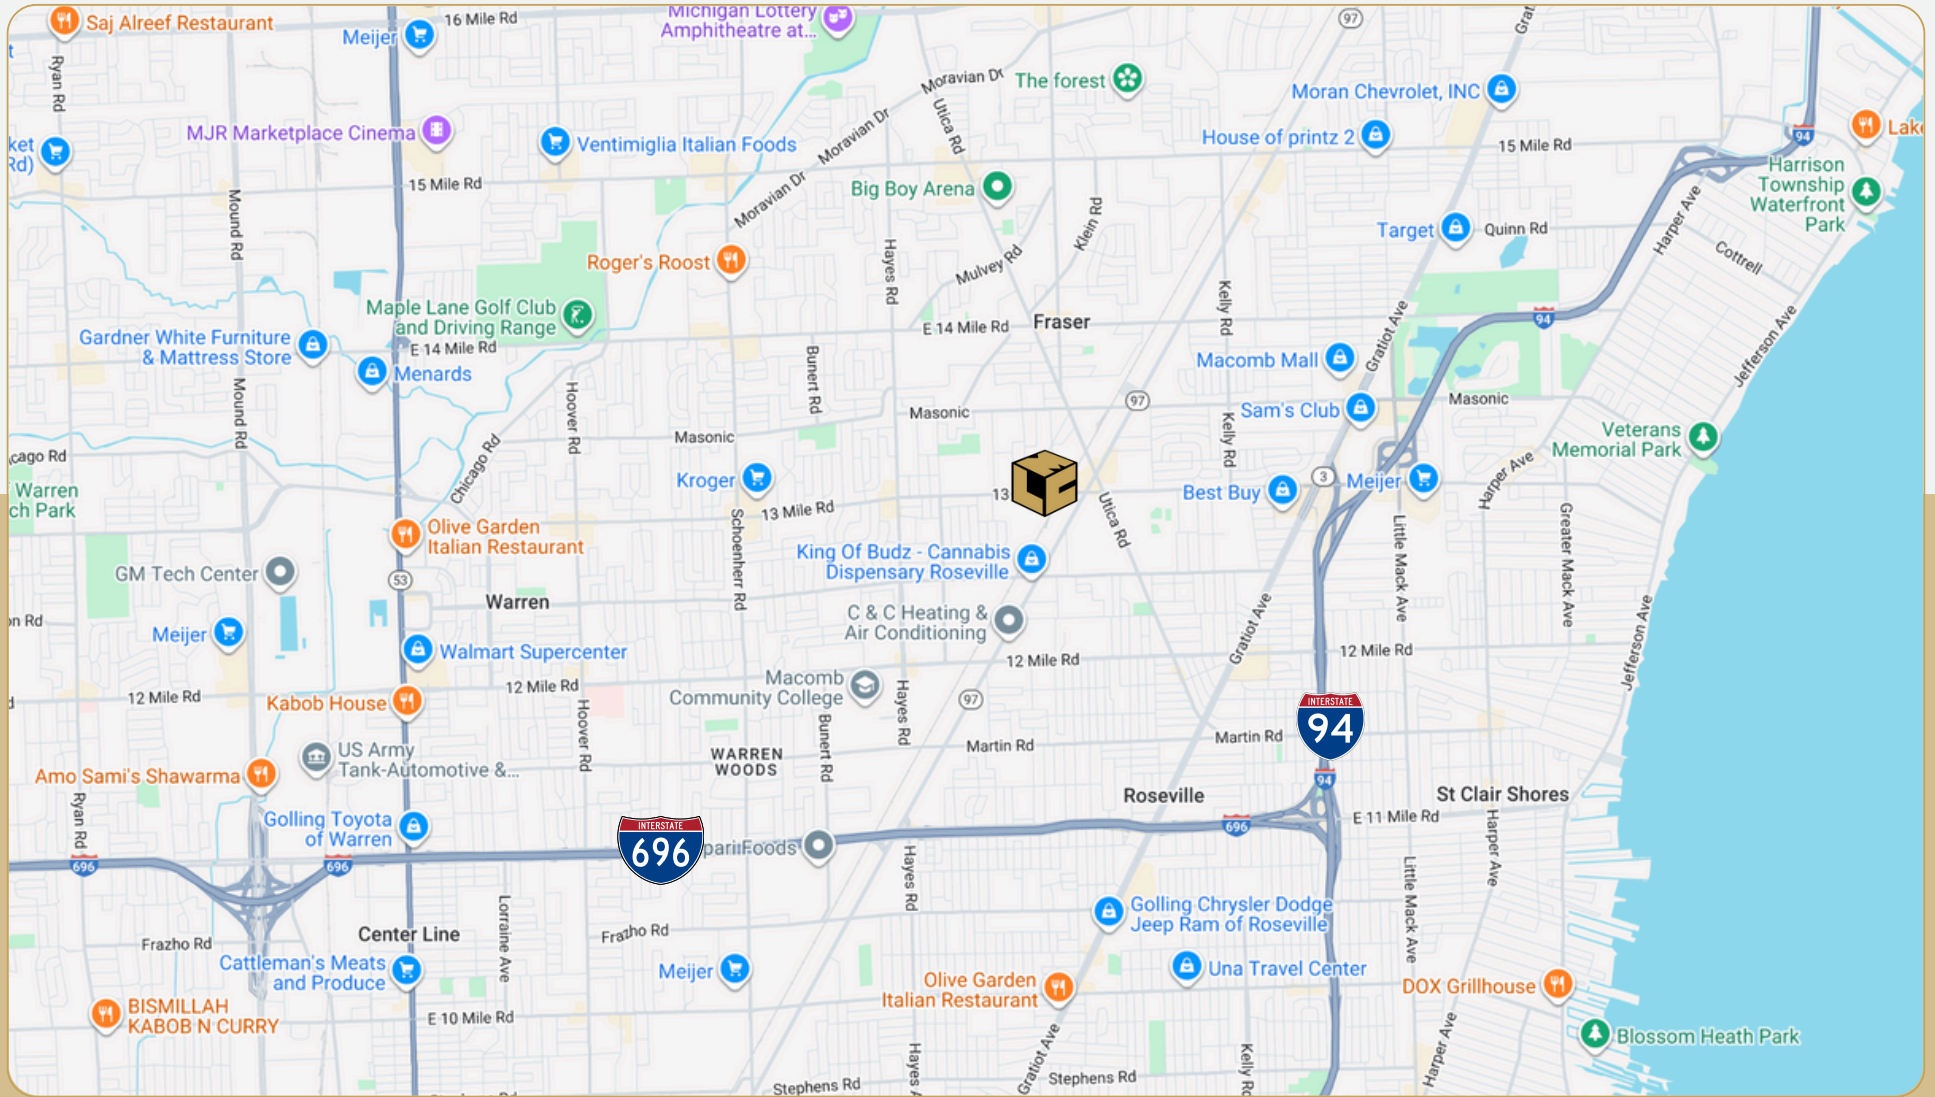 Saj Alreef Restaurant
Meijer
16 Mile Rd
Michigan Lottery
Amphitheatre at...
97
Ryan Rd
Moravian Dr
The forest
Moran Chevrolet, INC
MJR Marketplace Cinema
Ventimiglia Italian Foods
Moravian Dr
Utica Rd
House of printz 2
15 Mile Rd
94
Harrison
Township
Waterfront
Park
ket
Rd)
15 Mile Rd
Mound Rd
Moravian Dr
Big Boy Arena
Klein Rd
Target
Quinn Rd
Harper Ave
Cottrell
Roger's Roost
Hayes Rd
Mulvey Rd
Kelly Rd
Maple Lane Golf Club
and Driving Range
Gardner White Furniture
& Mattress Store
E 14 Mile Rd
Menards
E 14 Mile Rd
Fraser
Gratiot Ave
94
Jefferson Ave
Macomb Mall
Mound Rd
Hoover Rd
Bunert Rd
Masonic
97
Sam's Club
Masonic
Kelly Rd
Veterans
Memorial Park
cago Rd
Chicago Rd
Masonic
Kroger
13 Mile Rd
13
Best Buy
3
Meijer
Harper Ave
Warren
ch Park
Olive Garden
Italian Restaurant
Schoenherr Rd
Utica Rd
Little Mack Ave
Greater Mack Ave
GM Tech Center
53
King Of Budz - Cannabis
Dispensary Roseville
Warren
on Rd
Meijer
Walmart Supercenter
C & C Heating &
Air Conditioning
Gratiot Ave
Jefferson Ave
12 Mile Rd
12 Mile Rd
12 Mile Rd
Kabob House
12 Mile Rd
Macomb
Community College
Hayes Rd
97
INTERSTATE
94
Hoover Rd
Bunert Rd
Martin Rd
Martin Rd
US Army
Tank-Automotive &...
WARREN
WOODS
Amo Sami's Shawarma
94
Ryan Rd
Roseville
St Clair Shores
Golling Toyota
of Warren
INTERSTATE
696
pari Foods
696
E 11 Mile Rd
Harper Ave
696
696
Hayes Rd
Little Mack Ave
Lorraine Ave
Golling Chrysler Dodge
Jeep Ram of Roseville
Frazho Rd
Center Line
Frazho Rd
Cattleman's Meats
and Produce
Meijer
Olive Garden
Italian Restaurant
Una Travel Center
DOX Grillhouse
BISMILLAH
KABOB N CURRY
E 10 Mile Rd
Blossom Heath Park
Hayes
Gratiot Ave
Stephens Rd
Stephens Rd
Kelly Rd
Harper Ave